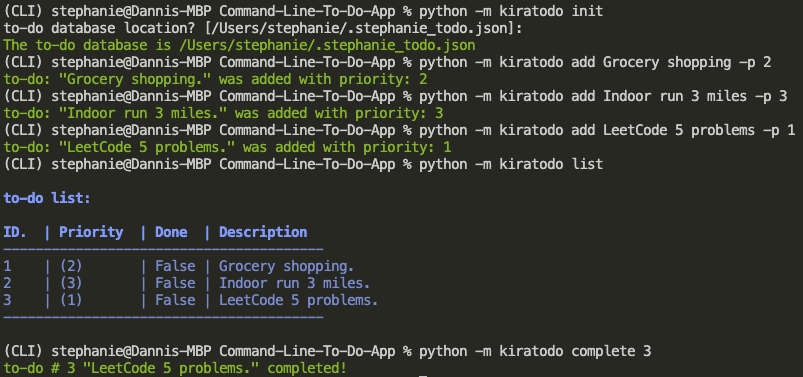 (CLI) stephanie@Dannis-MBP Command-Line-To-Do-App % python -m kiratodo init
to-do database location? [/Users/stephanie/.stephanie_todo.json]:
The to-do database is /Users/stephanie/.stephanie_todo.json
(CLI) stephanie@Dannis-MBP Command-Line-To-Do-App % python -m kiratodo add Grocery shopping -p 2
to-do: "Grocery shopping." was added with priority: 2
(CLI) stephanie@Dannis-MBP Command-Line-To-Do-App % python -m kiratodo add Indoor run 3 miles -p 3
to-do: "Indoor run 3 miles." was added with priority: 3
(CLI) stephanie@Dannis-MBP Command-Line-To-Do-App % python -m kiratodo add LeetCode 5 problems -p 1
to-do: "LeetCode 5 problems." was added with priority: 1
(CLI) stephanie@Dannis-MBP Command-Line-To-Do-App % python -m kiratodo list
to-do list:
ID.  | Priority  | Done  | Description
----------------------------------------
1    | (2)       | False | Grocery shopping.
2    | (3)       | False | Indoor run 3 miles.
3    | (1)       | False | LeetCode 5 problems.
----------------------------------------
(CLI) stephanie@Dannis-MBP Command-Line-To-Do-App % python -m kiratodo complete 3
to-do # 3 "LeetCode 5 problems." completed!